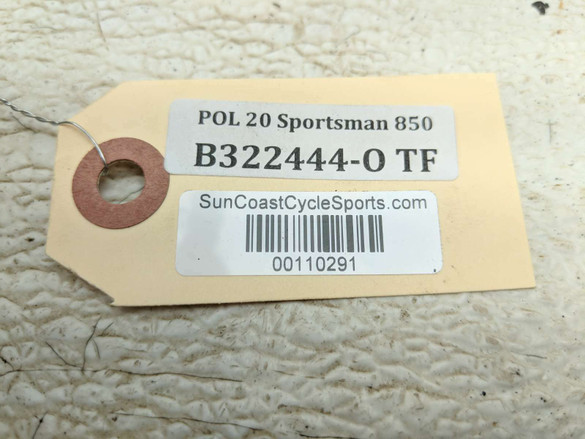 POL 20 Sportsman 850
B322444-O TF
SunCoastCycleSports.com
00110291